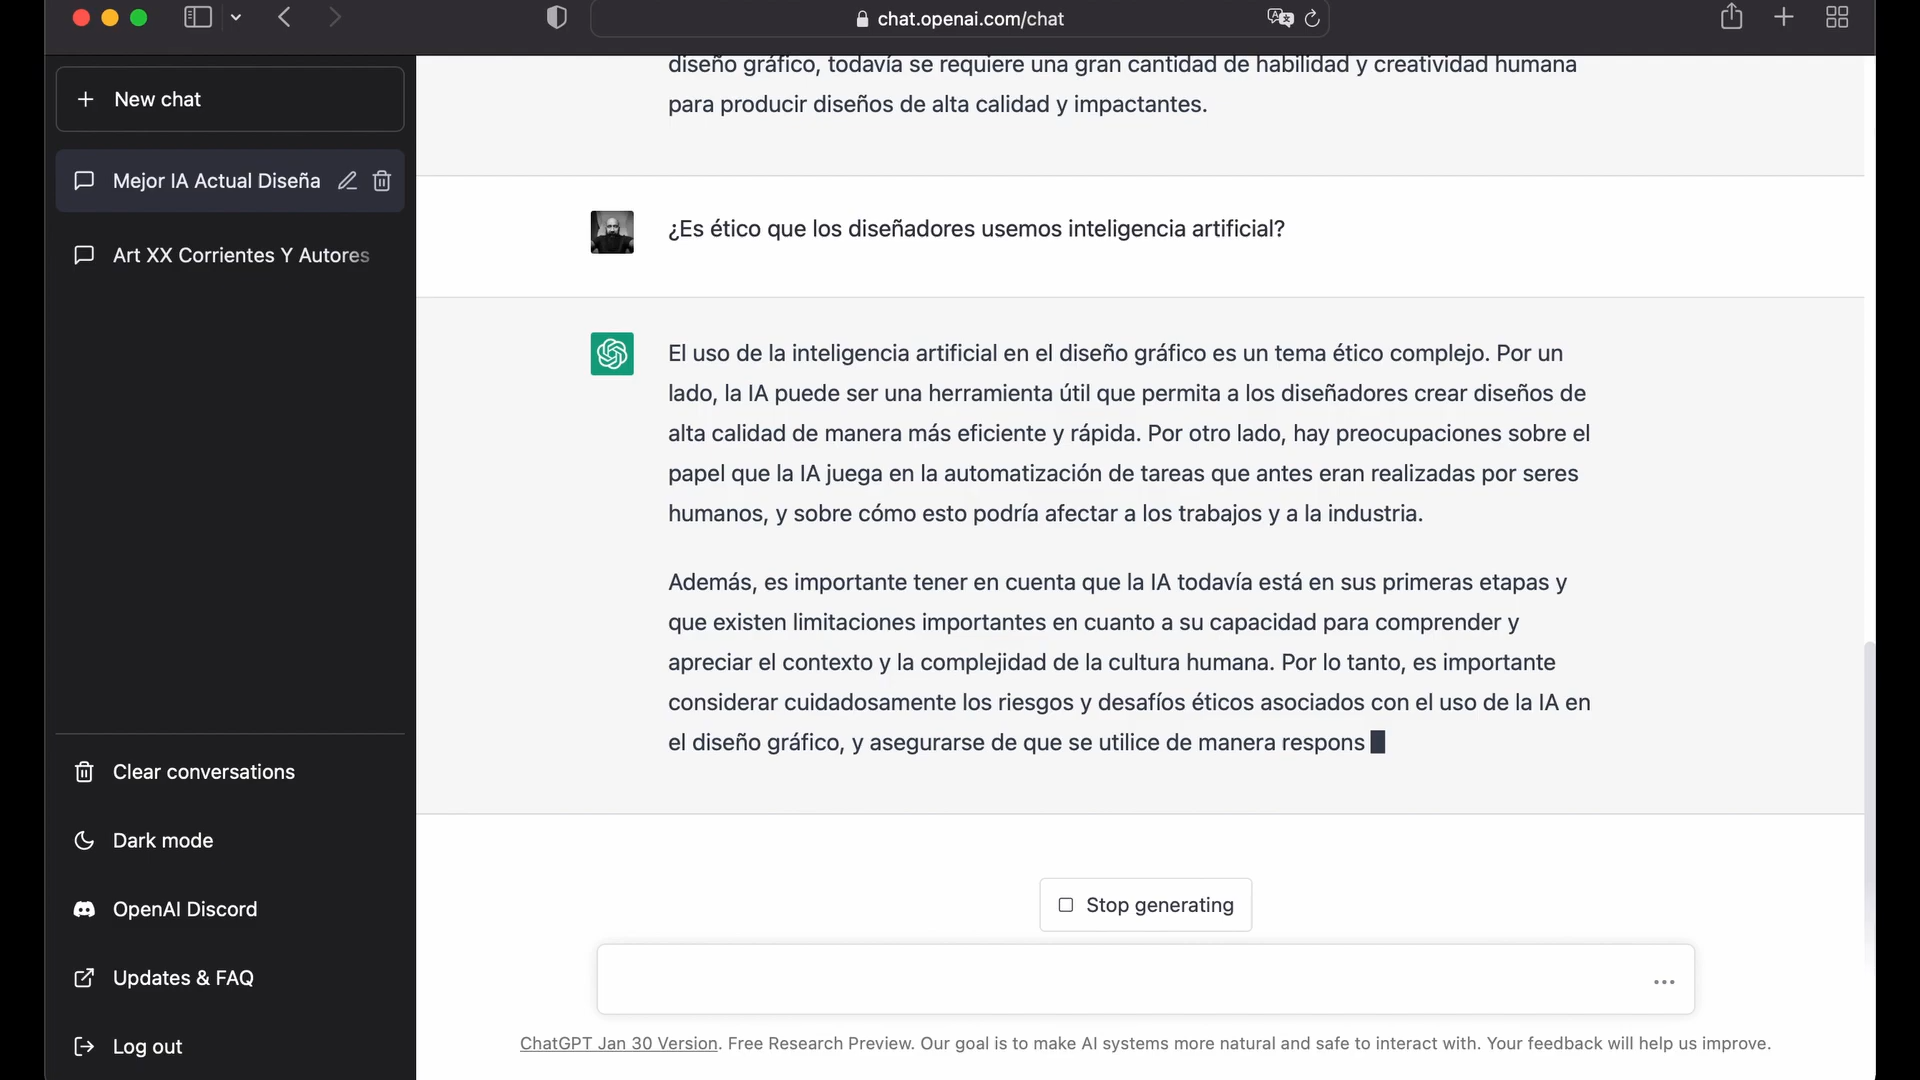 chat.openai.com/chat
New chat
Mejor IA Actual Diseña
Art XX Corrientes Y Autores
Clear conversations
Dark mode
OpenAI Discord
Updates & FAQ
Log out
diseño gráfico, todavía se requiere una gran cantidad de habilidad y creatividad humana
para producir diseños de alta calidad y impactantes.
¿Es ético que los diseñadores usemos inteligencia artificial?
El uso de la inteligencia artificial en el diseño gráfico es un tema ético complejo. Por un
lado, la IA puede ser una herramienta útil que permita a los diseñadores crear diseños de
alta calidad de manera más eficiente y rápida. Por otro lado, hay preocupaciones sobre el
papel que la IA juega en la automatización de tareas que antes eran realizadas por seres
humanos, y sobre cómo esto podría afectar a los trabajos y a la industria.
Además, es importante tener en cuenta que la IA todavía está en sus primeras etapas y
que existen limitaciones importantes en cuanto a su capacidad para comprender y
apreciar el contexto y la complejidad de la cultura humana. Por lo tanto, es importante
considerar cuidadosamente los riesgos y desafíos éticos asociados con el uso de la IA en
el diseño gráfico, y asegurarse de que se utilice de manera respons
Stop generating
ChatGPT Jan 30 Version. Free Research Preview. Our goal is to make AI systems more natural and safe to interact with. Your feedback will help us improve.